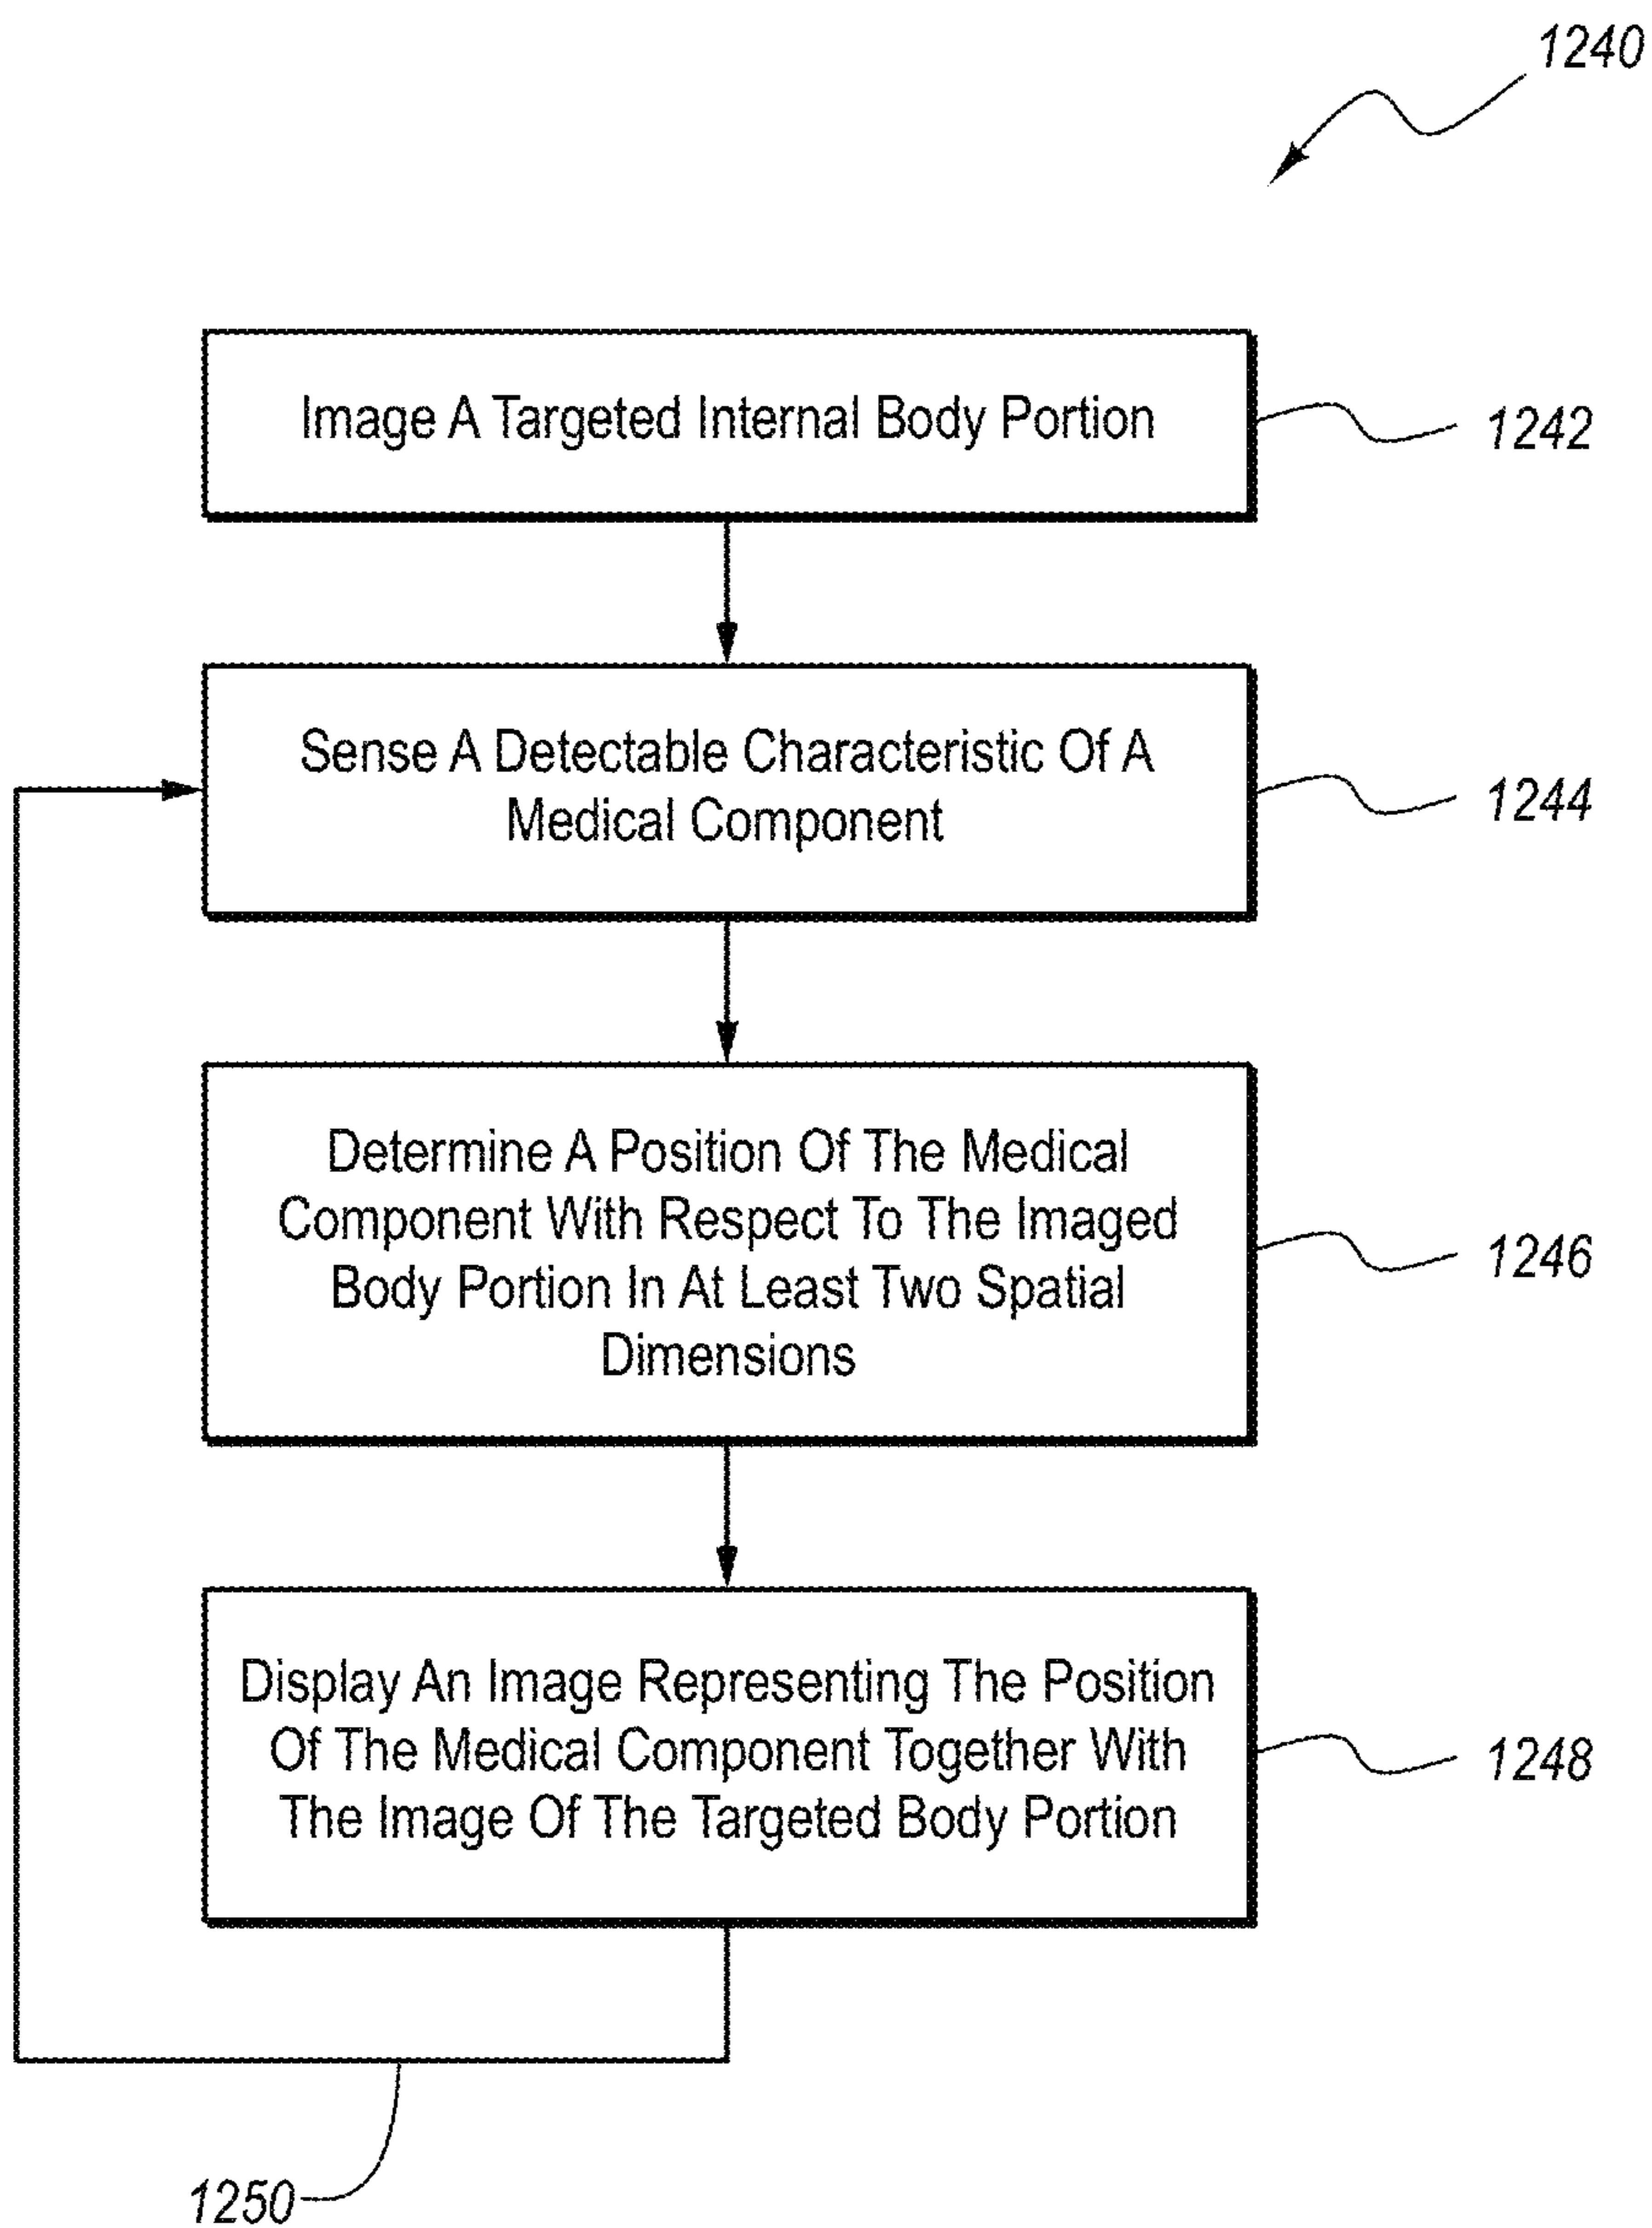 1240
Image A Targeted Internal Body Portion
1242
Sense A Detectable Characteristic Of A
Medical Component
1244
Determine A Position Of The Medical
Component With Respect To The Imaged
Body Portion In At Least Two Spatial
Dimensions
1246
Display An Image Representing The Position
Of The Medical Component Together With
The Image Of The Targeted Body Portion
1248
1250